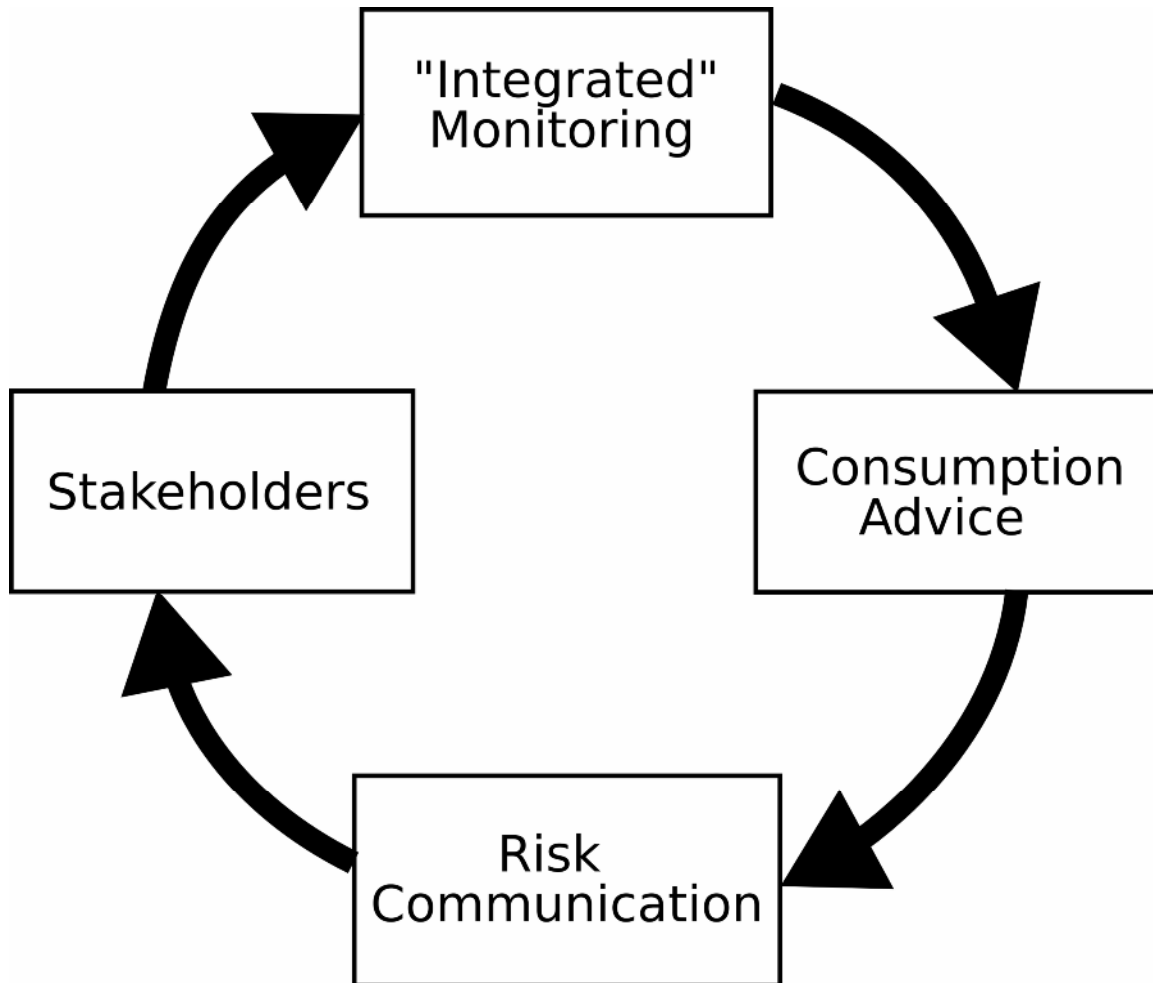 "Integrated"
Monitoring
Stakeholders
Consumption
Advice
Risk
Communication